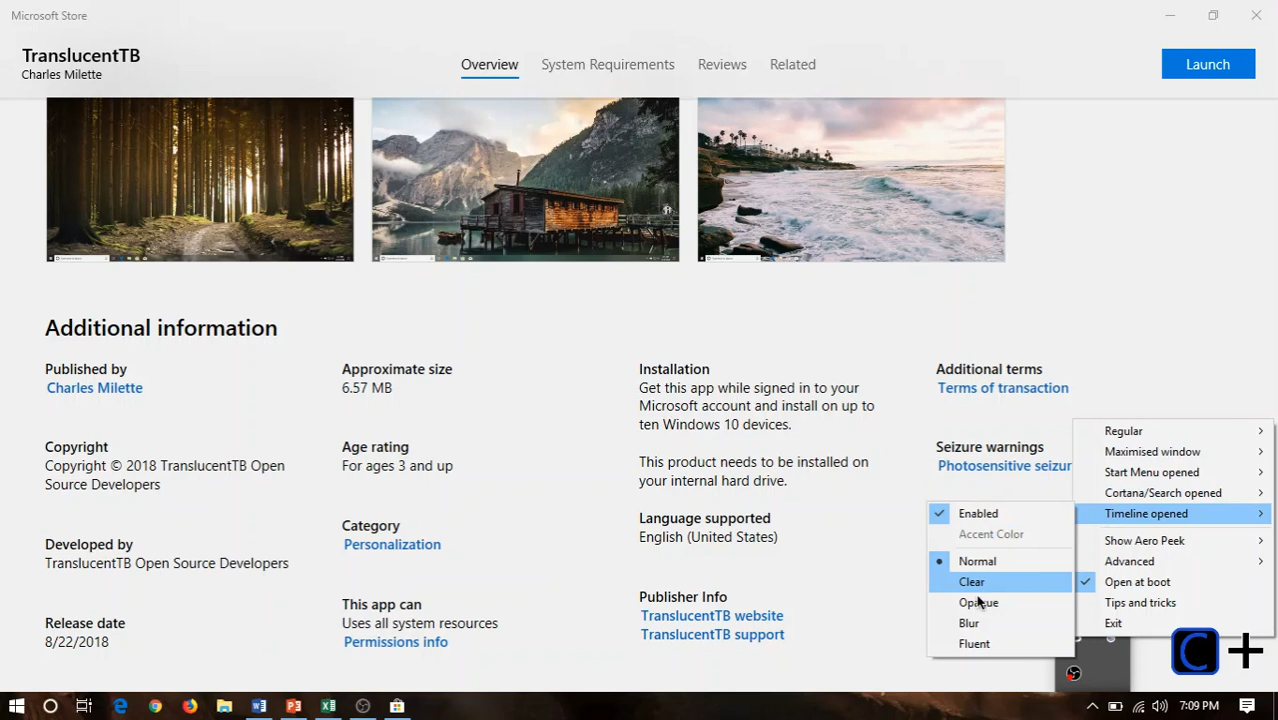 Microsoft Store
TranslucentTB
Charles Milette
Overview
System Requirements
Reviews
Related
Launch
Additional information
Published by
Charles Milette
Copyright
Copyright © 2018 TranslucentTB Open
Source Developers
Developed by
TranslucentTB Open Source Developers
Release date
8/22/2018
Approximate size
6.57 MB
Age rating
For ages 3 and up
Category
Personalization
This app can
Uses all system resources
Permissions info
Installation
Get this app while signed in to your
Microsoft account and install on up to
ten Windows 10 devices.
This product needs to be installed on
your internal hard drive.
Language supported
English (United States)
Publisher Info
TranslucentTB website
TranslucentTB support
Additional terms
Terms of transaction
Seizure warnings
Photosensitive seizur
Enabled
Accent Color
Normal
Clear
Opaque
Blur
Fluent
Regular
Maximised window
Start Menu opened
Cortana/Search opened
Timeline opened
Show Aero Peek
Advanced
Open at boot
Tips and tricks
Exit
C+
7:09 PM